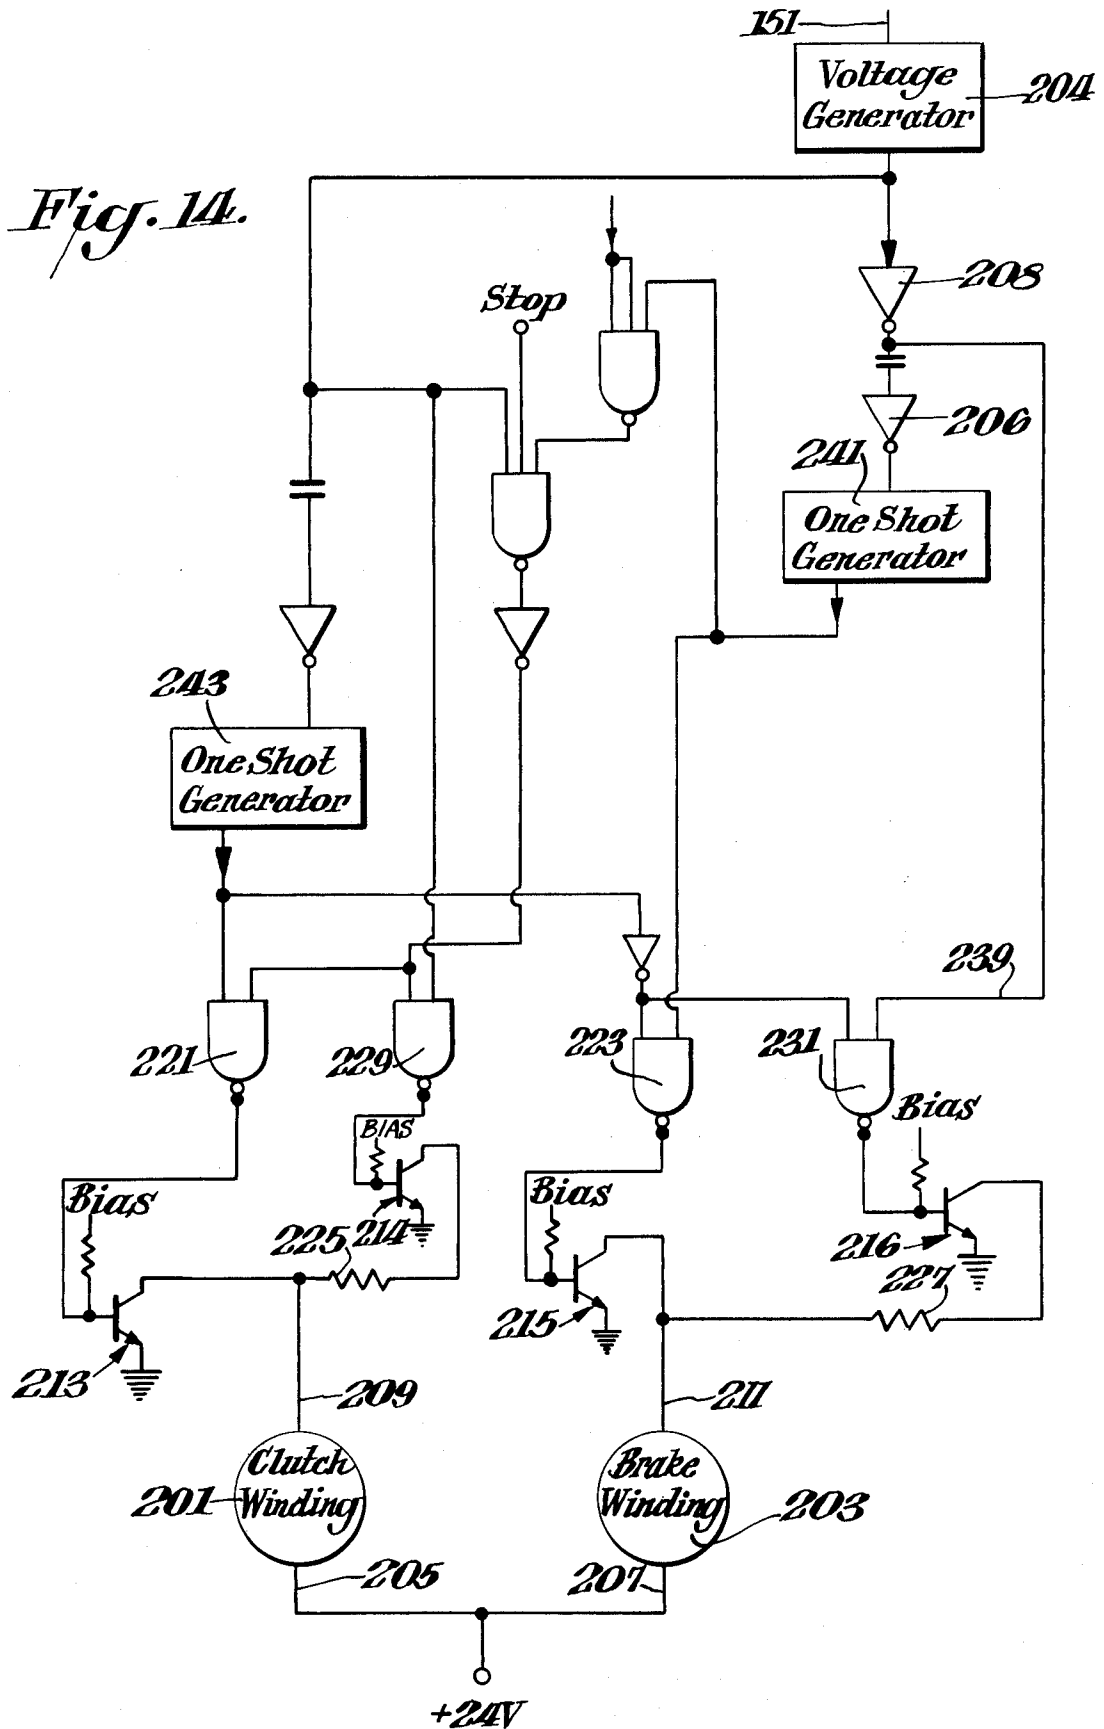 151
Voltage
Generator
204
Fig. 14.
Stop
208
206
241
One Shot
Generator
243
One Shot
Generator
239
221
229
223
231
Bias
BIAS
Bias
Bias
225
214
216
227
215
213
209
211
Clutch
Winding
201
Brake
Winding
203
205
207
+24V